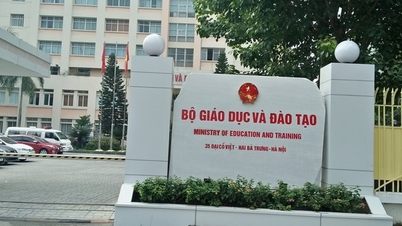 BỘ GIÁO DỤC VÀ ĐÀO TẠO
MINISTRY OF EDUCATION AND TRAINING
35 ĐẠI CỒ VIỆT - HAI BÀ TRƯNG - HÀ NỘI